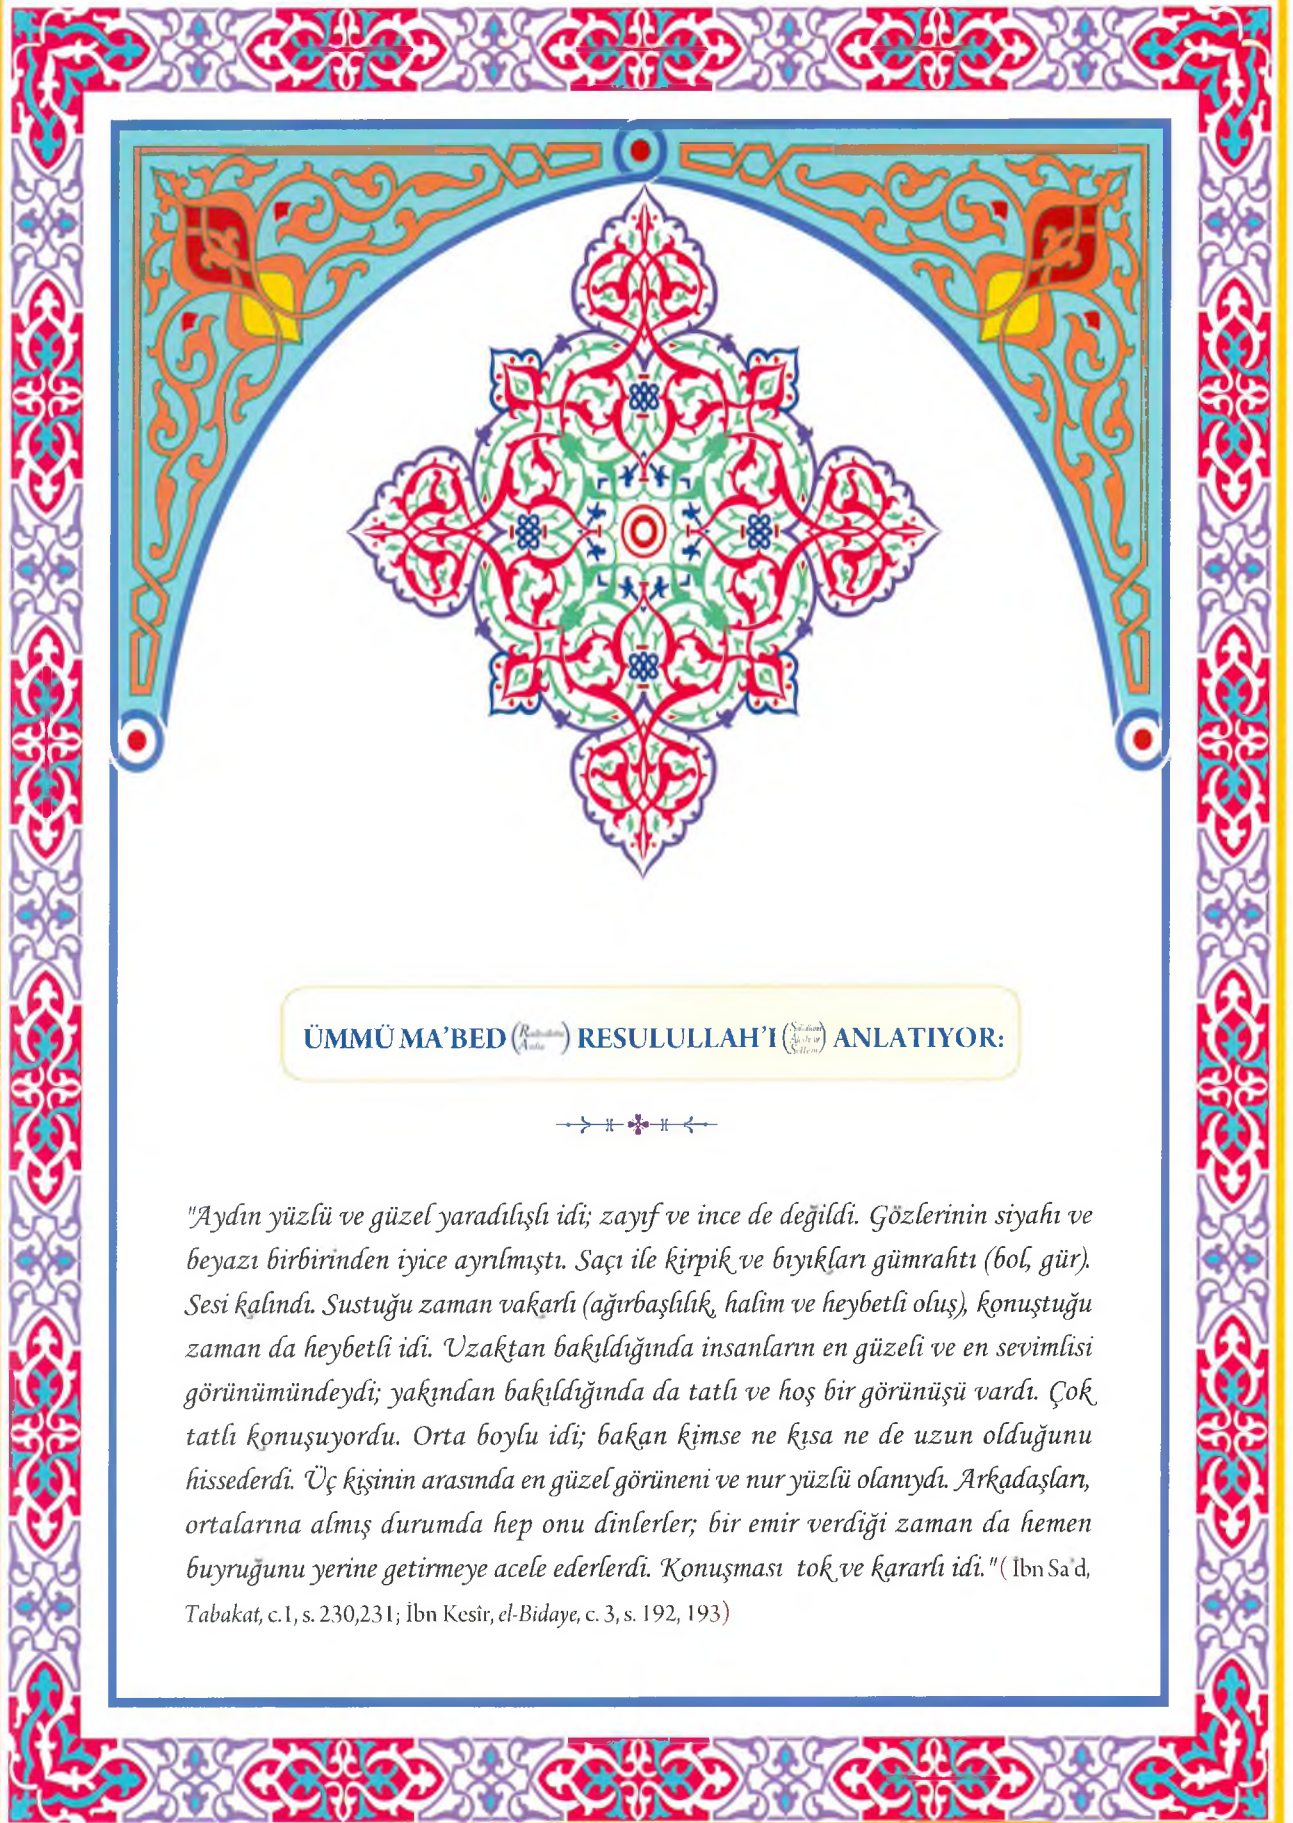 ÜMMÜ MA'BED (Radıyallahu Anha) RESULULLAH'I (Sallallahu Aleyhi ve Sellem) ANLATIYOR:
"Aydın yüzlü ve güzel yaradılışlı idi; zayıf ve ince de değildi. Gözlerinin siyahı ve
beyazı birbirinden iyice ayrılmıştı. Saçı ile kirpik ve bıyıkları gümrahtı (bol, gür).
Sesi kalındı. Sustuğu zaman vakarlı (ağırbaşlılık, halim ve heybetli oluş), konuştuğu
zaman da heybetli idi. Uzaktan bakıldığında insanların en güzeli ve en sevimlisi
görünümündeydi; yakından bakıldığında da tatlı ve hoş bir görünüşü vardı. Çok
tatlı konuşuyordu. Orta boylu idi; bakan kimse ne kısa ne de uzun olduğunu
hissederdi. Üç kişinin arasında en güzel görüneni ve nur yüzlü olanıydı. Arkadaşları,
ortalarına almış durumda hep onu dinlerler; bir emir verdiği zaman da hemen
buyruğunu yerine getirmeye acele ederlerdi. Konuşması tok ve kararlı idi." ( İbn Sa'd,
Tabakat, c.1, s. 230,231; İbn Kesîr, el-Bidaye, c. 3, s. 192, 193)